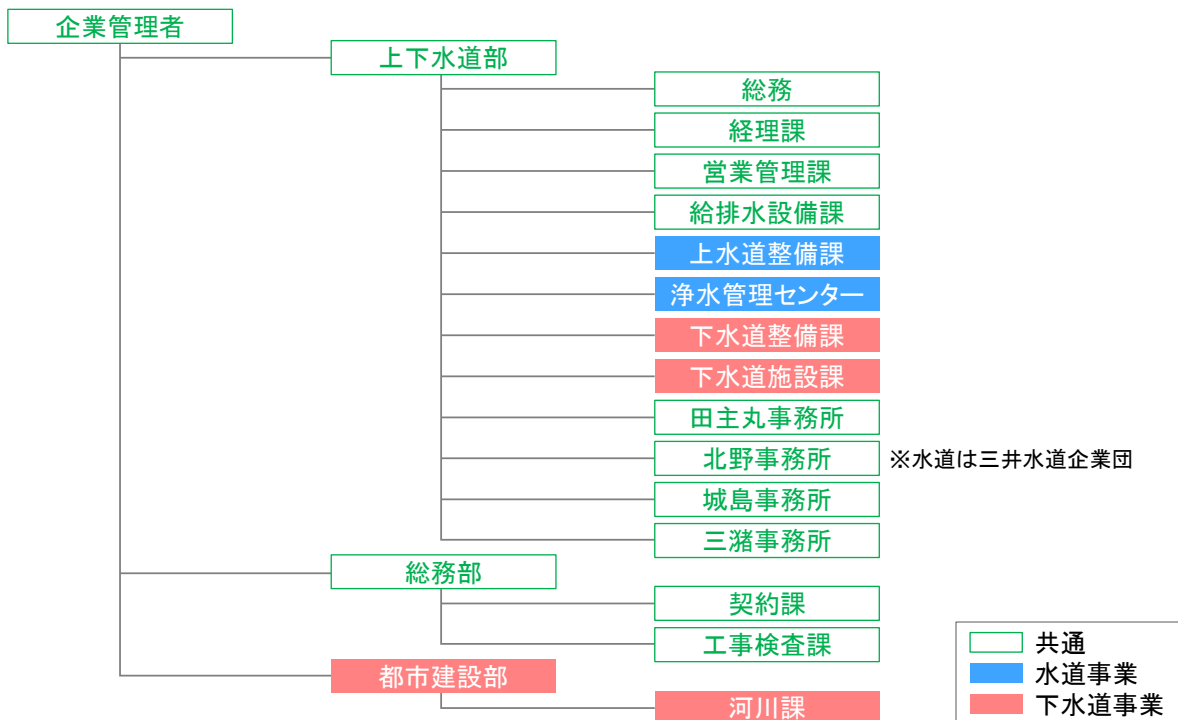 企業管理者
上下水道部
総務
経理課
営業管理課
給排水設備課
上水道整備課
浄水管理センター
下水道整備課
下水道施設課
田主丸事務所
北野事務所 ※水道は三井水道企業団
城島事務所
三潴事務所
総務部
契約課
工事検査課
都市建設部
河川課
共通
水道事業
下水道事業